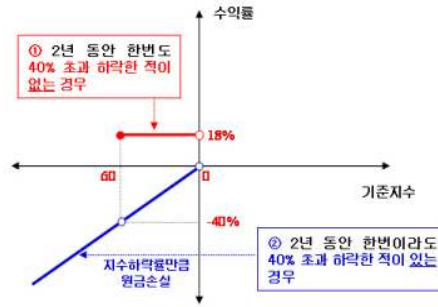 수익률
① 2년 동안 한번도
40% 초과 하락한 적이
없는 경우
18%
60
0
기준지수
-40%
지수하락률만큼
원금손실
② 2년 동안 한번이라도
40% 초과 하락한 적이 있는
경우